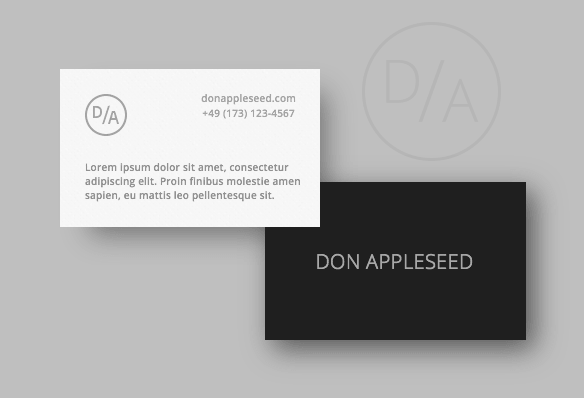 D/A
D/A
donappleseed.com
+49 (173) 123-4567
Lorem ipsum dolor sit amet, consectetur
adipiscing elit. Proin finibus molestie amen
sapien, eu mattis leo pellentesque sit.
DON APPLESEED